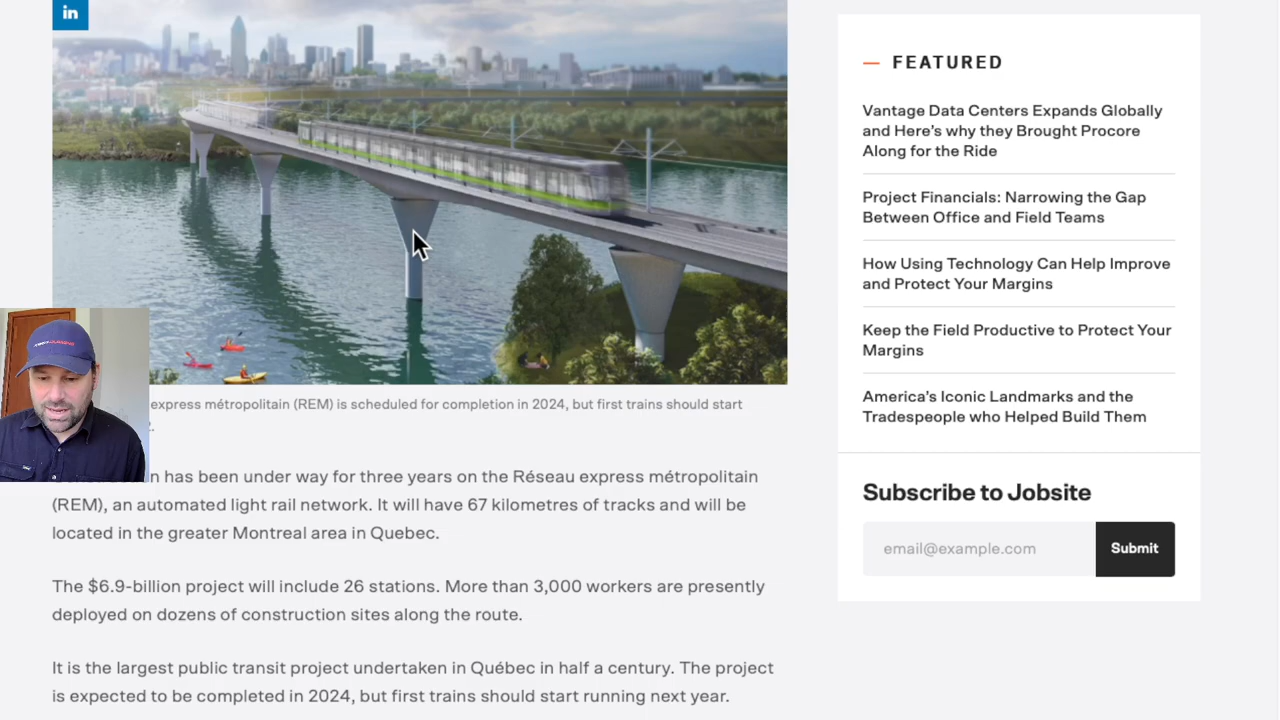 in
express métropolitain (REM) is scheduled for completion in 2024, but first trains should start
has been under way for three years on the Réseau express métropolitain
(REM), an automated light rail network. It will have 67 kilometres of tracks and will be
located in the greater Montreal area in Quebec.
The $6.9-billion project will include 26 stations. More than 3,000 workers are presently
deployed on dozens of construction sites along the route.
It is the largest public transit project undertaken in Québec in half a century. The project
is expected to be completed in 2024, but first trains should start running next year.
FEATURED
Vantage Data Centers Expands Globally
and Here's why they Brought Procore
Along for the Ride
Project Financials: Narrowing the Gap
Between Office and Field Teams
How Using Technology Can Help Improve
and Protect Your Margins
Keep the Field Productive to Protect Your
Margins
America's Iconic Landmarks and the
Tradespeople who Helped Build Them
Subscribe to Jobsite
email@example.com
Submit